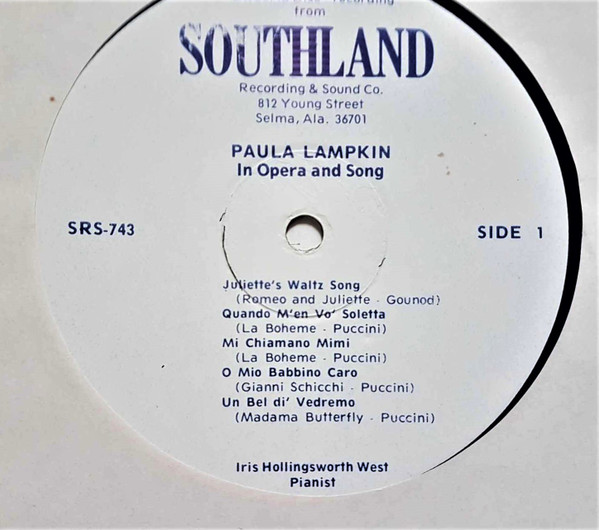 from
SOUTHLAND
Recording & Sound Co.
812 Young Street
Selma, Ala. 36701
PAULA LAMPKIN
In Opera and Song
SRS-743
SIDE 1
Juliette's Waltz Song
(Romeo and Juliette - Gounod)
Quando M'en Vo' Soletta
(La Boheme - Puccini)
Mi Chiamano Mimi
(La Boheme - Puccini)
O Mio Babbino Caro
(Gianni Schicchi - Puccini)
Un Bel di' Vedremo
(Madama Butterfly - Puccini)
Iris Hollingsworth West
Pianist